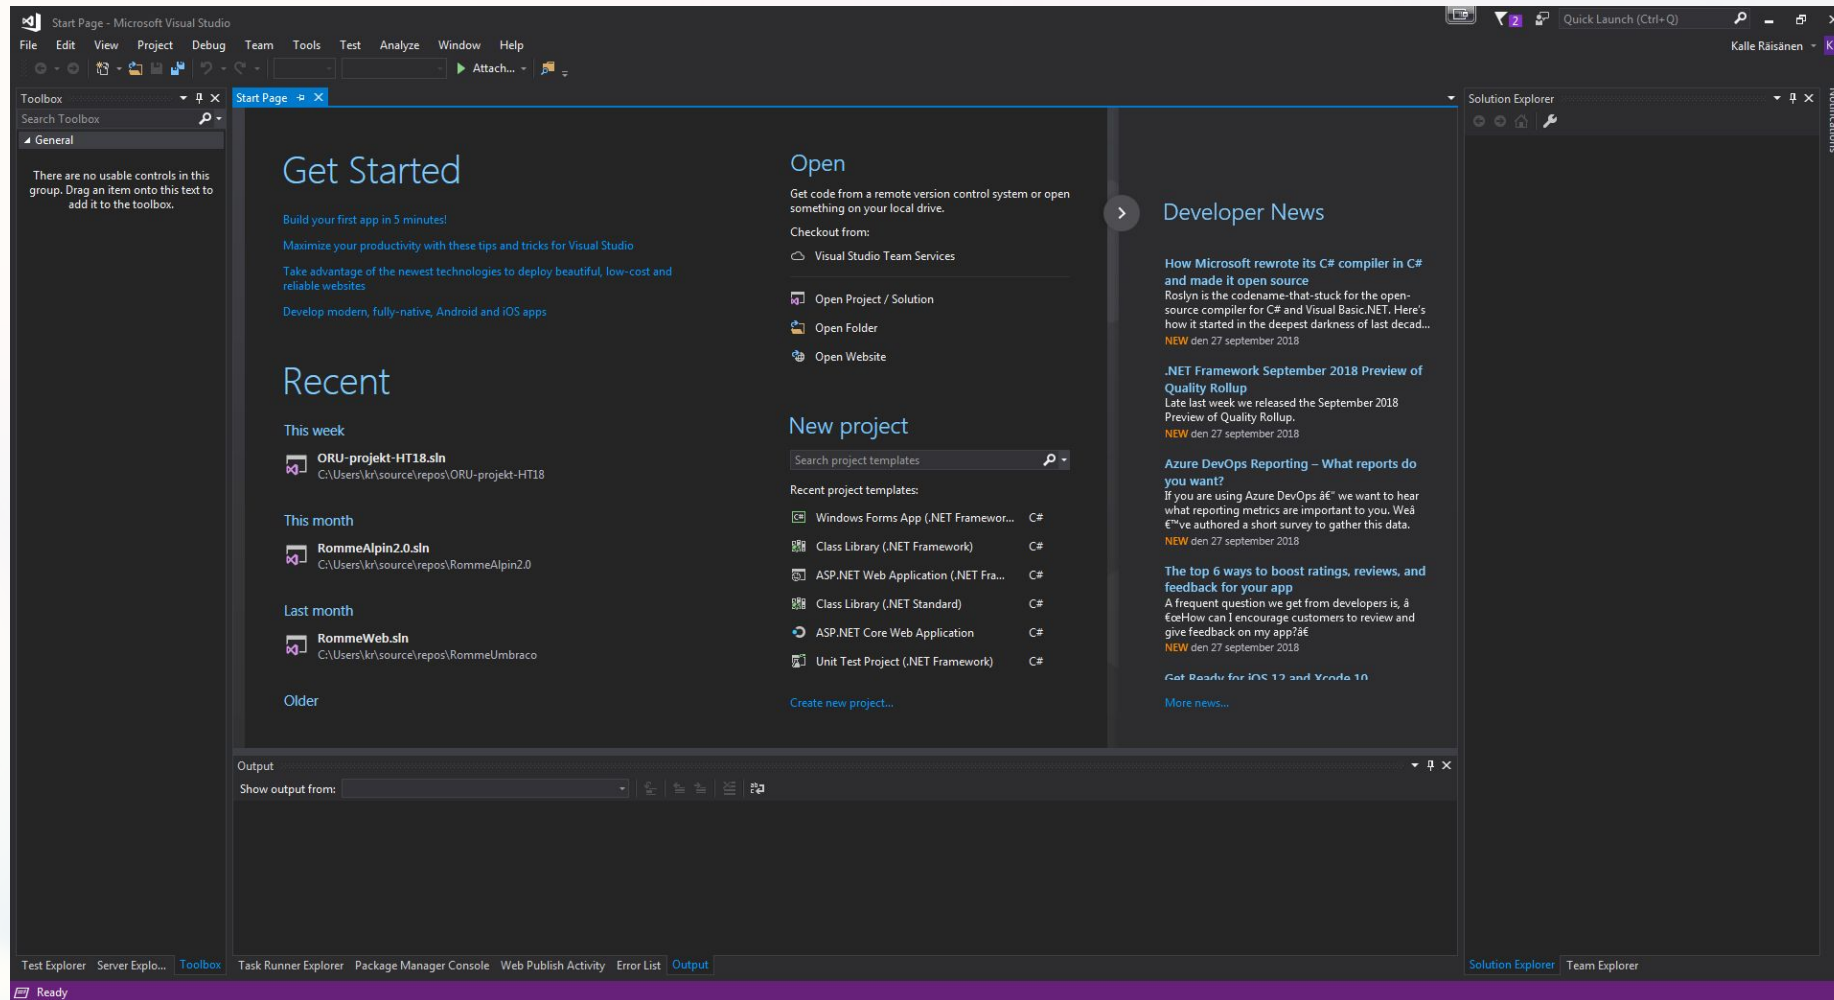 Start Page - Microsoft Visual Studio
2
Quick Launch (Ctrl+Q)
File Edit View Project Debug Team Tools Test Analyze Window Help
Kalle Räisänen
K
Attach...
Toolbox
Search Toolbox
General
There are no usable controls in this
group. Drag an item onto this text to
add it to the toolbox.
Start Page
Get Started
Build your first app in 5 minutes!
Maximize your productivity with these tips and tricks for Visual Studio
Take advantage of the newest technologies to deploy beautiful, low-cost and
reliable websites
Develop modern, fully-native, Android and iOS apps
Recent
This week
ORU-projekt-HT18.sln
C:\Users\kr\source\repos\ORU-projekt-HT18
This month
RommeAlpin2.0.sln
C:\Users\kr\source\repos\RommeAlpin2.0
Last month
RommeWeb.sln
C:\Users\kr\source\repos\RommeUmbraco
Older
Open
Get code from a remote version control system or open
something on your local drive.
Checkout from:
Visual Studio Team Services
Open Project / Solution
Open Folder
Open Website
New project
Search project templates
Recent project templates:
Windows Forms App (.NET Framewor... C#
Class Library (.NET Framework) C#
ASP.NET Web Application (.NET Fra... C#
Class Library (.NET Standard) C#
ASP.NET Core Web Application C#
Unit Test Project (.NET Framework) C#
Create new project...
Developer News
How Microsoft rewrote its C# compiler in C#
and made it open source
Roslyn is the codename-that-stuck for the open-
source compiler for C# and Visual Basic.NET. Here's
how it started in the deepest darkness of last decad...
NEW den 27 september 2018
.NET Framework September 2018 Preview of
Quality Rollup
Late last week we released the September 2018
Preview of Quality Rollup.
NEW den 27 september 2018
Azure DevOps Reporting – What reports do
you want?
If you are using Azure DevOps â€“ we want to hear
what reporting metrics are important to you. Weâ
€™ve authored a short survey to gather this data.
NEW den 27 september 2018
The top 6 ways to boost ratings, reviews, and
feedback for your app
A frequent question we get from developers is, â
€œHow can I encourage customers to review and
give feedback on my app?â€
NEW den 27 september 2018
Get Ready for iOS 12 and Xcode 10
More news...
Solution Explorer
Notifications
Output
Show output from:
Test Explorer Server Explo... Toolbox
Task Runner Explorer Package Manager Console Web Publish Activity Error List Output
Solution Explorer Team Explorer
Ready